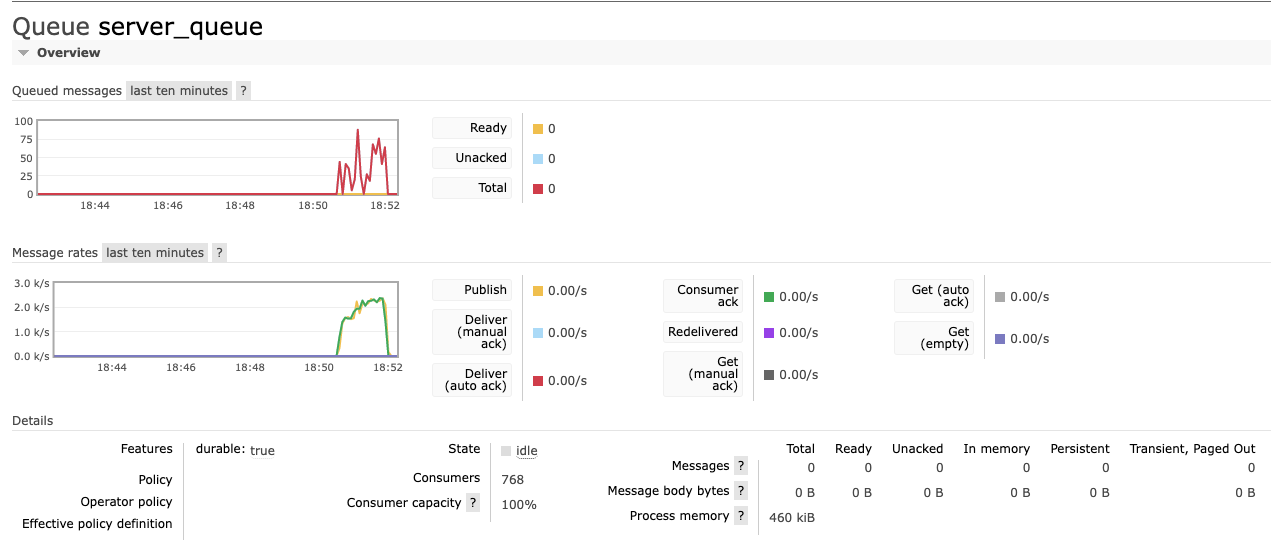 Queue server_queue
Overview
Queued messages last ten minutes ?
100
75
50
25
0
18:44 18:46 18:48 18:50 18:52
Ready 0
Unacked 0
Total 0
Message rates last ten minutes ?
3.0 k/s
2.0 k/s
1.0 k/s
0.0 k/s
18:44 18:46 18:48 18:50 18:52
Publish 0.00/s
Deliver
(manual 0.00/s
ack)
Deliver
(auto ack) 0.00/s
Consumer
ack 0.00/s
Redelivered 0.00/s
Get
(manual 0.00/s
ack)
Get (auto
ack) 0.00/s
Get
(empty) 0.00/s
Details
Features durable: true
Policy
Operator policy
Effective policy definition
State idle
Consumers 768
Consumer capacity ? 100%
Total Ready Unacked In memory Persistent Transient, Paged Out
Messages ? 0 0 0 0 0 0
Message body bytes ? 0 B 0 B 0 B 0 B 0 B 0 B
Process memory ? 460 kiB